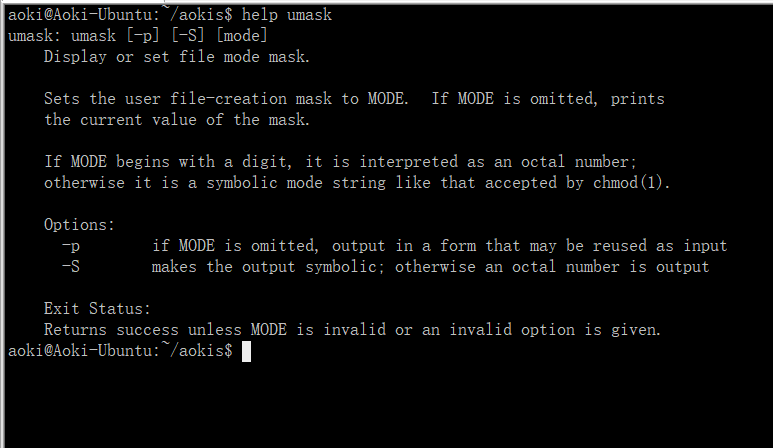 aoki@Aoki-Ubuntu:~/aokis$ help umask
umask: umask [-p] [-S] [mode]
    Display or set file mode mask.

    Sets the user file-creation mask to MODE.  If MODE is omitted, prints
    the current value of the mask.

    If MODE begins with a digit, it is interpreted as an octal number;
    otherwise it is a symbolic mode string like that accepted by chmod(1).

    Options:
      -p        if MODE is omitted, output in a form that may be reused as input
      -S        makes the output symbolic; otherwise an octal number is output

    Exit Status:
    Returns success unless MODE is invalid or an invalid option is given.
aoki@Aoki-Ubuntu:~/aokis$